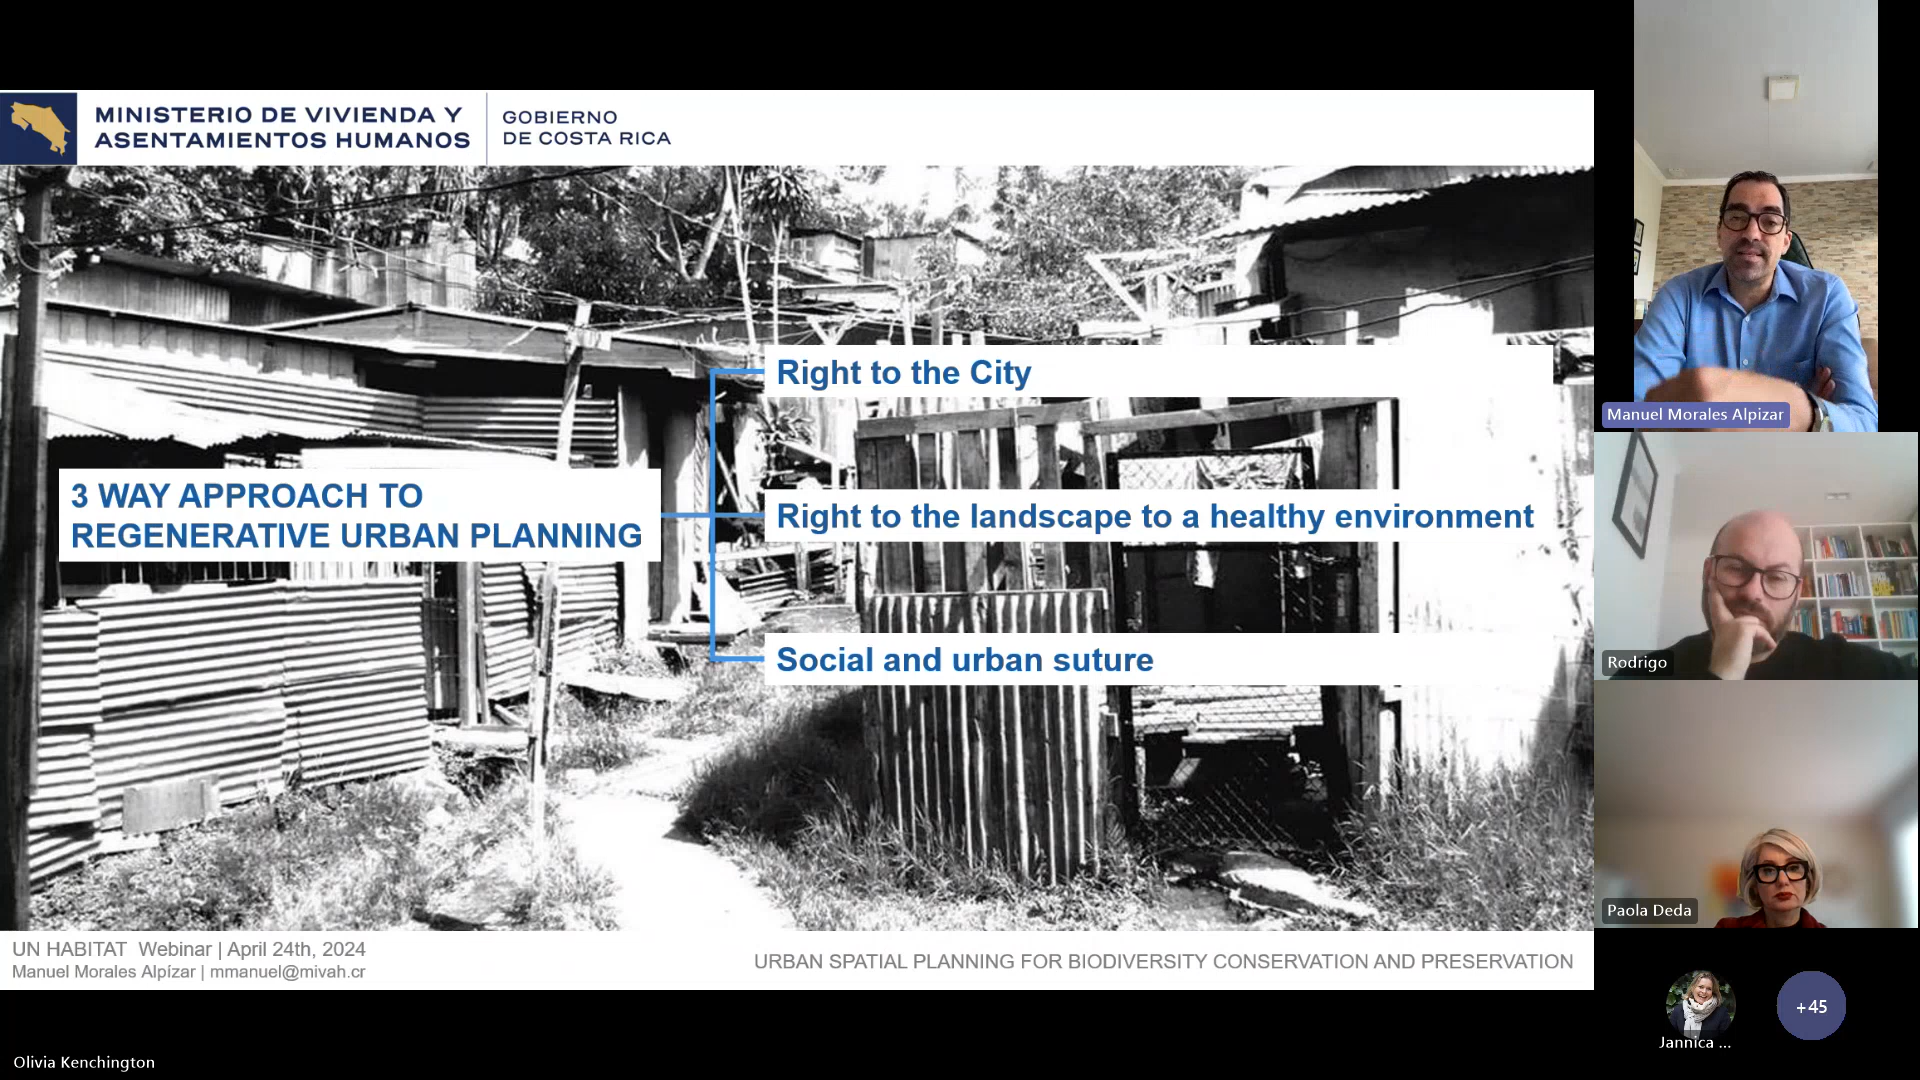 MINISTERIO DE VIVIENDA Y
ASENTAMIENTOS HUMANOS
GOBIERNO
DE COSTA RICA
3 WAY APPROACH TO
REGENERATIVE URBAN PLANNING
Right to the City
Right to the landscape to a healthy environment
Social and urban suture
UN HABITAT Webinar | April 24th, 2024
Manuel Morales Alpízar | mmanuel@mivah.cr
URBAN SPATIAL PLANNING FOR BIODIVERSITY CONSERVATION AND PRESERVATION
Manuel Morales Alpizar
Rodrigo
Paola Deda
Jannica ...
+45
Olivia Kenchington